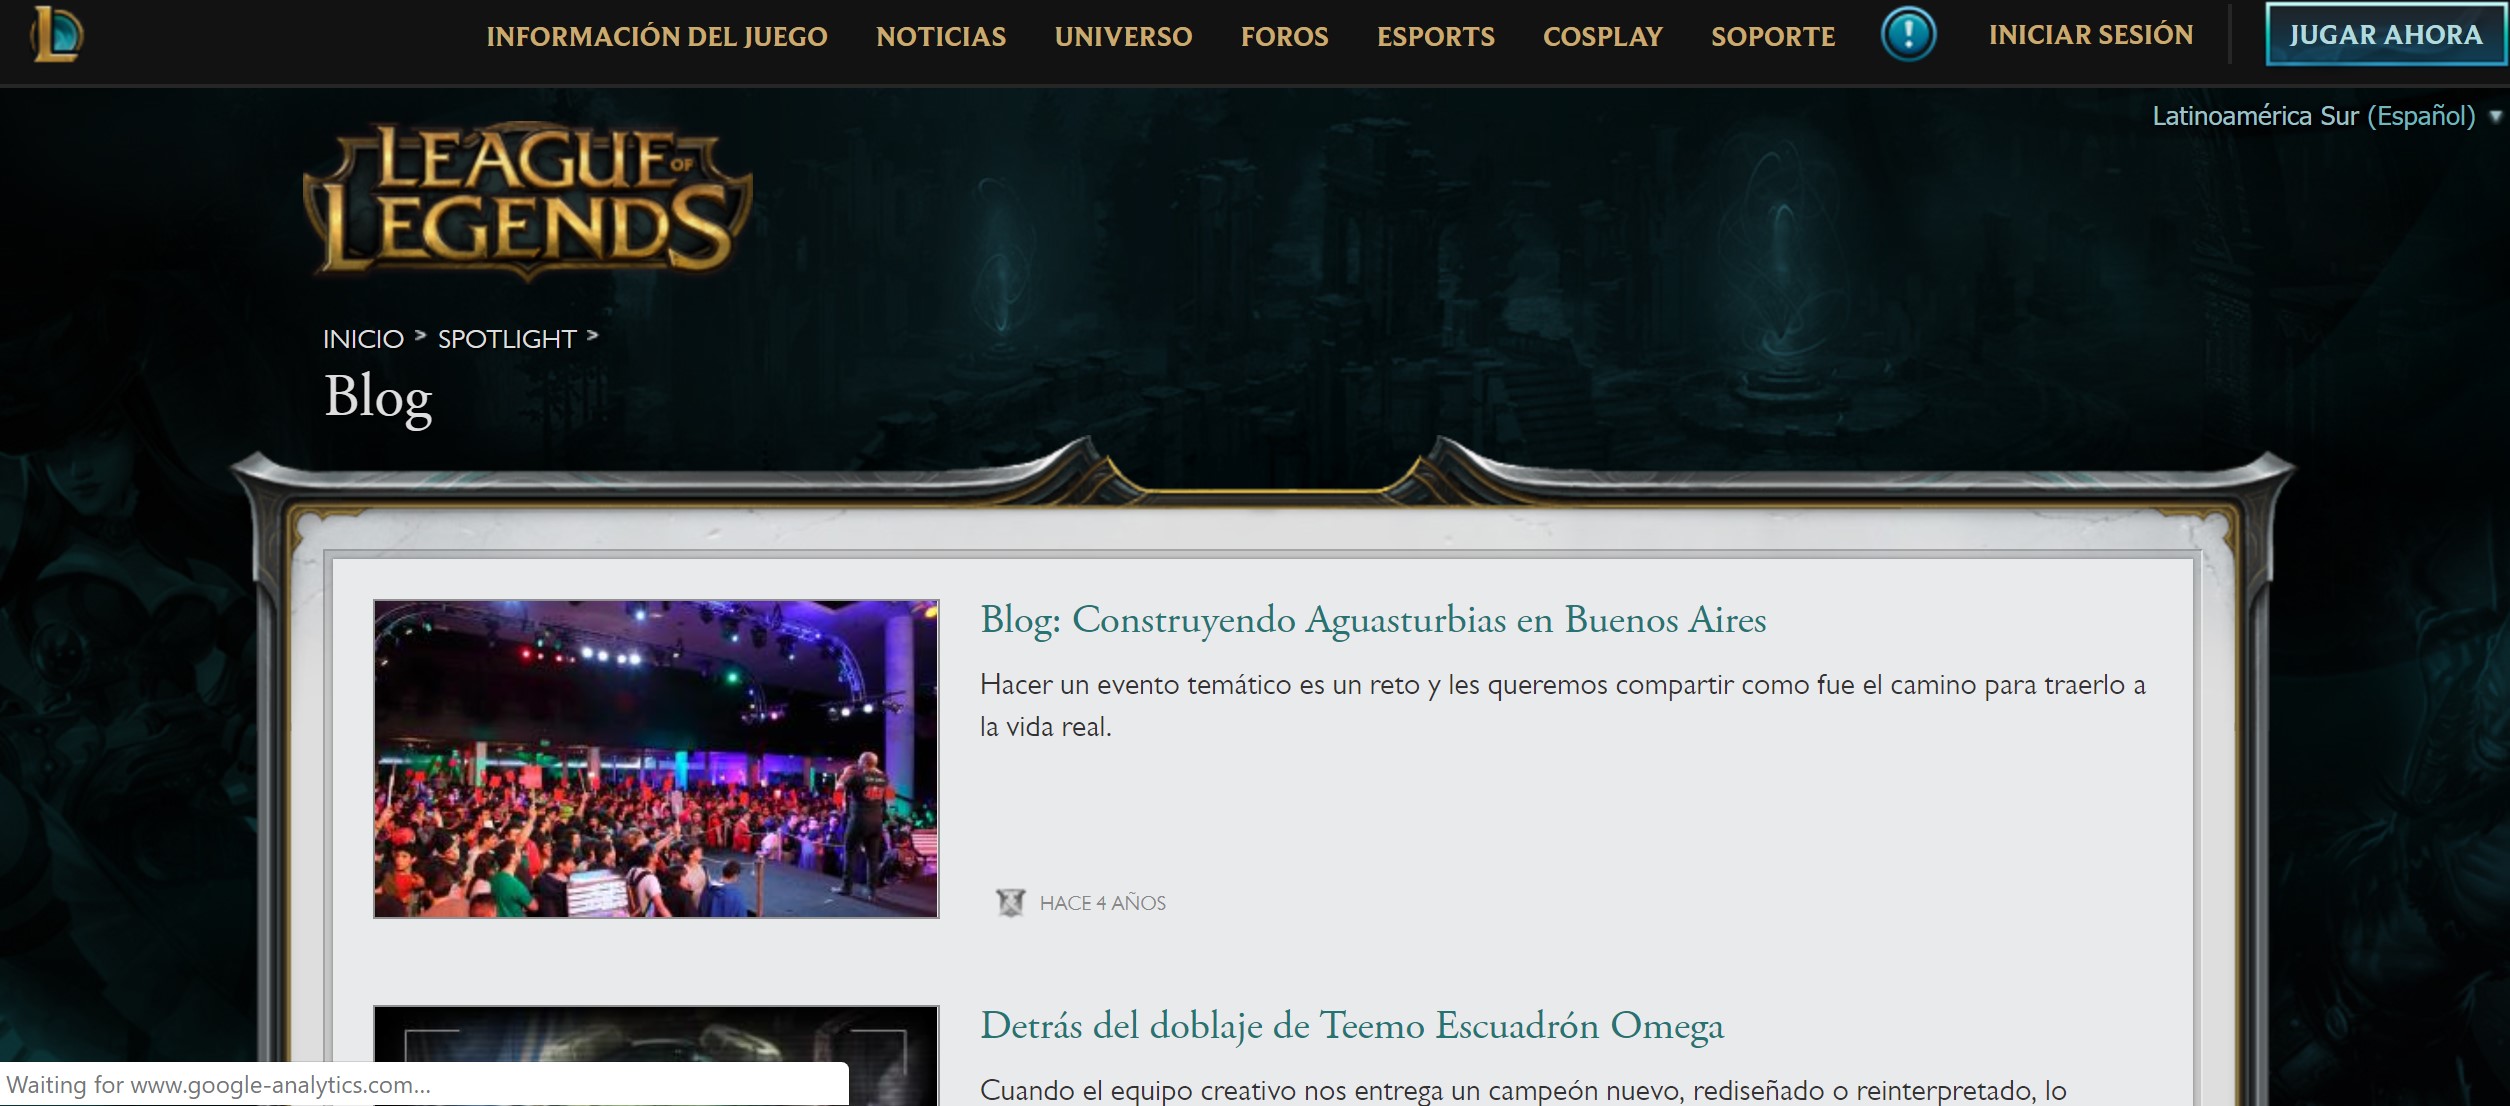 INFORMACIÓN DEL JUEGO NOTICIAS UNIVERSO FOROS ESPORTS COSPLAY SOPORTE INICIAR SESIÓN JUGAR AHORA
Latinoamérica Sur (Español)
LEAGUE OF
LEGENDS
INICIO > SPOTLIGHT >
Blog
Blog: Construyendo Aguasturbias en Buenos Aires
Hacer un evento temático es un reto y les queremos compartir como fue el camino para traerlo a
la vida real.
HACE 4 AÑOS
Detrás del doblaje de Teemo Escuadrón Omega
Cuando el equipo creativo nos entrega un campeón nuevo, rediseñado o reinterpretado, lo
Waiting for www.google-analytics.com...